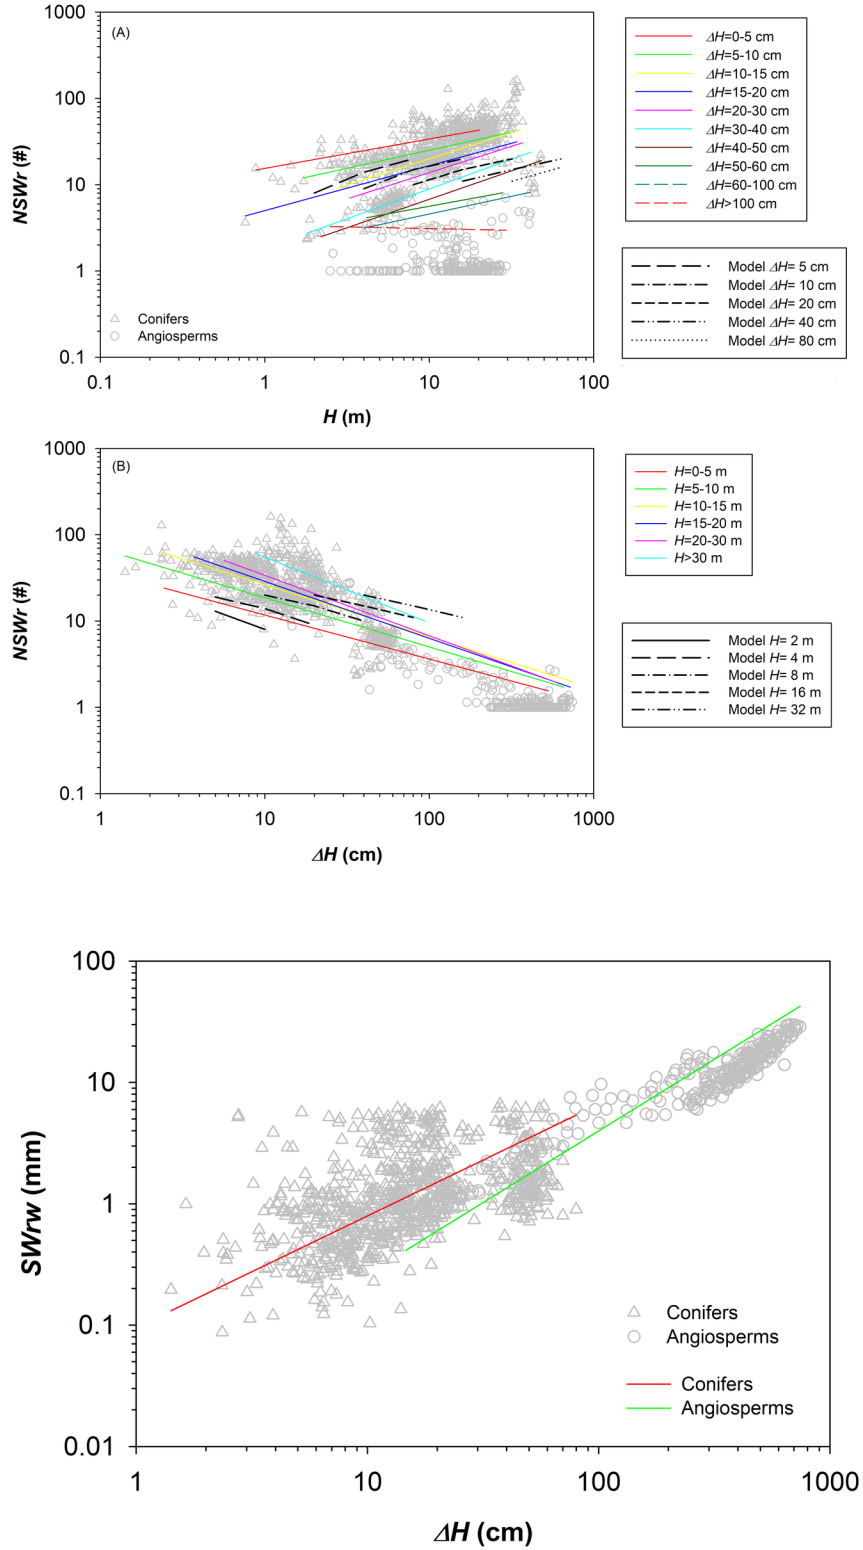 1000
100
10
1
0.1
NSWr (#)
(A)
Conifers
Angiosperms
0.1
1
10
100
H (m)
ΔH=0-5 cm
ΔH=5-10 cm
ΔH=10-15 cm
ΔH=15-20 cm
ΔH=20-30 cm
ΔH=30-40 cm
ΔH=40-50 cm
ΔH=50-60 cm
ΔH=60-100 cm
ΔH>100 cm
Model ΔH= 5 cm
Model ΔH= 10 cm
Model ΔH= 20 cm
Model ΔH= 40 cm
Model ΔH= 80 cm
1000
100
10
1
0.1
NSWr (#)
(B)
1
10
100
1000
ΔH (cm)
H=0-5 m
H=5-10 m
H=10-15 m
H=15-20 m
H=20-30 m
H>30 m
Model H= 2 m
Model H= 4 m
Model H= 8 m
Model H= 16 m
Model H= 32 m
100
10
1
0.1
0.01
SWrw (mm)
Conifers
Angiosperms
Conifers
Angiosperms
1
10
100
1000
ΔH (cm)